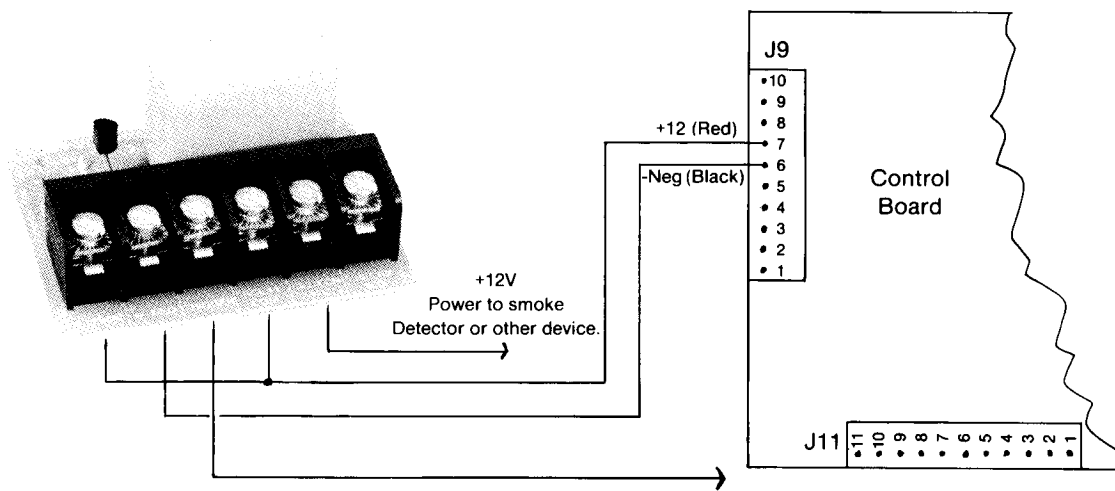 J9
10
9
8
+12 (Red)
7
6
-Neg (Black)
5
4
3
2
1
Control
Board
+12V
Power to smoke
Detector or other device.
J11
11 10 9 8 7 6 5 4 3 2 1